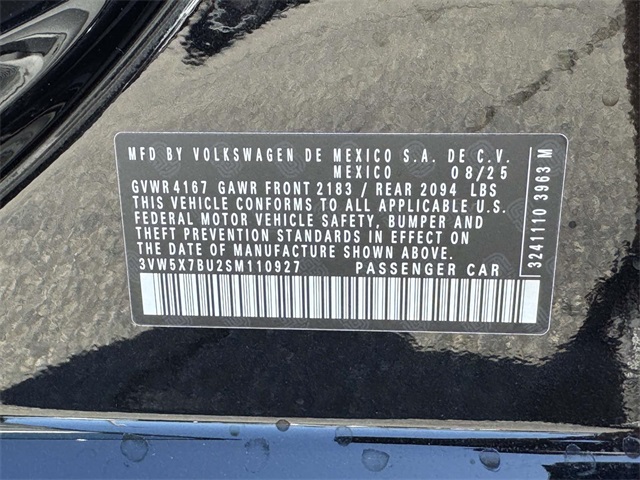 MFD BY VOLKSWAGEN DE MEXICO S.A. DE C.V.
MEXICO 08/25
GVWR 4167 GAWR FRONT 2183 / REAR 2094 LBS
THIS VEHICLE CONFORMS TO ALL APPLICABLE U.S.
FEDERAL MOTOR VEHICLE SAFETY, BUMPER AND
THEFT PREVENTION STANDARDS IN EFFECT ON
THE DATE OF MANUFACTURE SHOWN ABOVE.
3VW5X7BU2SM110927 PASSENGER CAR
3241110 3963 M